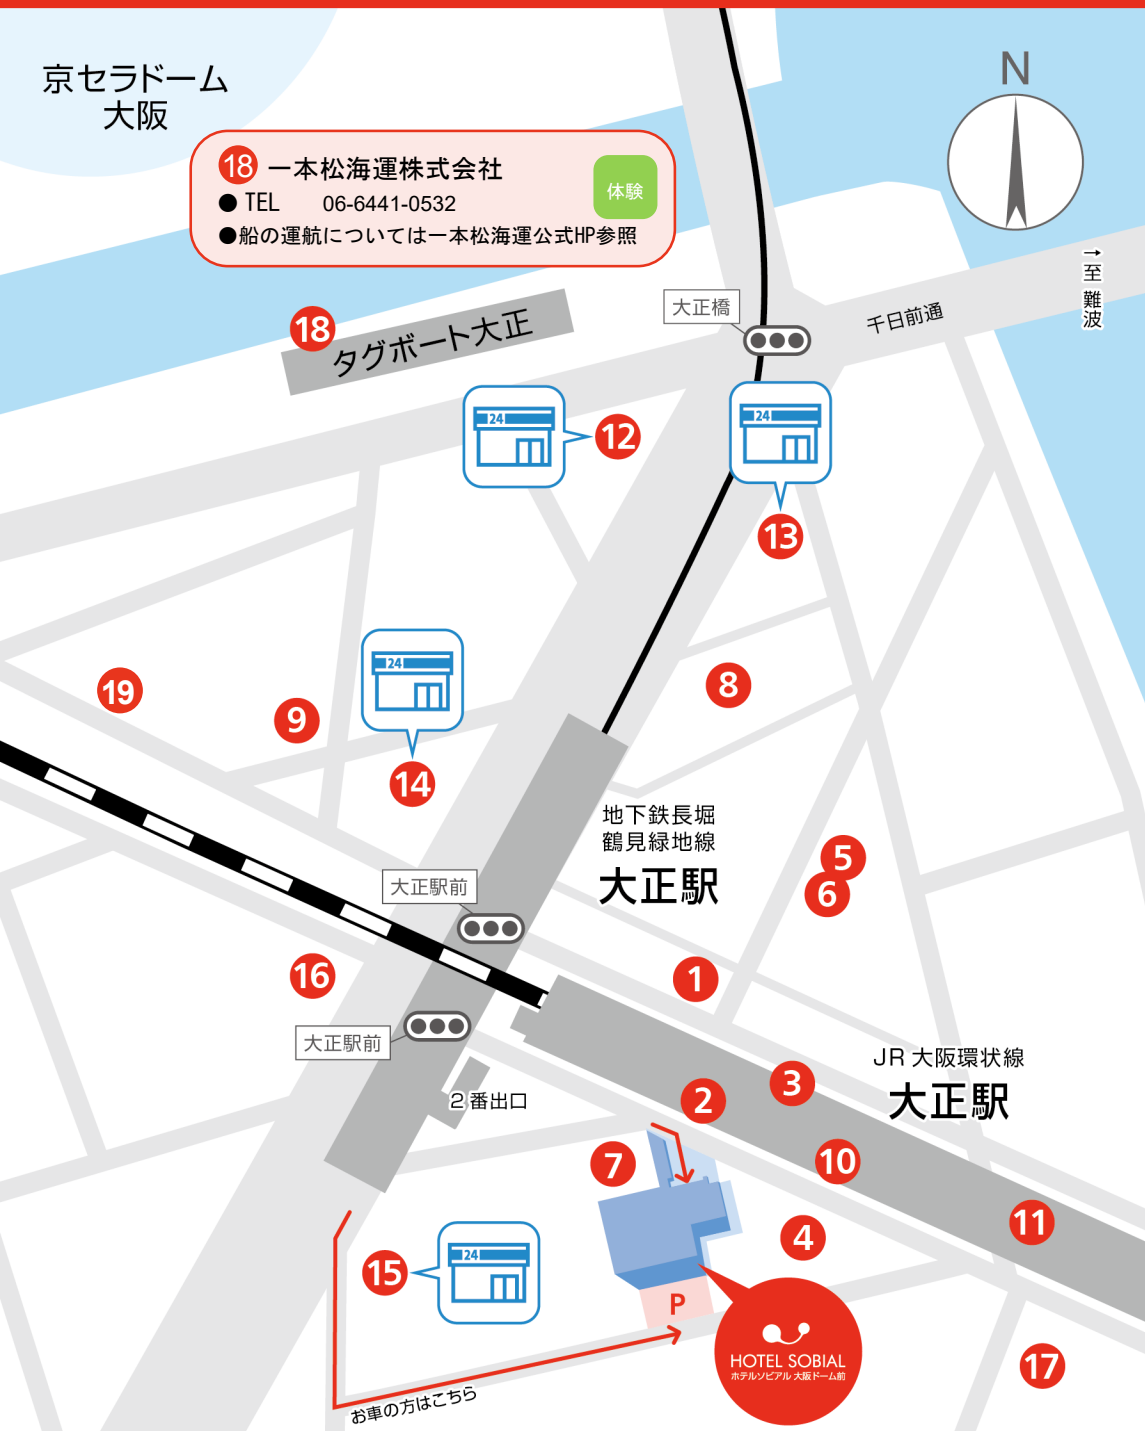 京セラドーム
大阪
N
18 一本松海運株式会社
● TEL 06-6441-0532
●船の運航については一本松海運公式HP参照
体験
→至 難波
大正橋
千日前通
18
タグボート大正
24
12
24
13
24
19
9
14
8
地下鉄長堀
鶴見緑地線
大正駅
5
6
大正駅前
16
1
大正駅前
JR 大阪環状線
大正駅
2番出口
2
3
7
10
11
4
15
24
P
HOTEL SOBIAL
ホテルソビアル 大阪ドーム前
17
お車の方はこちら